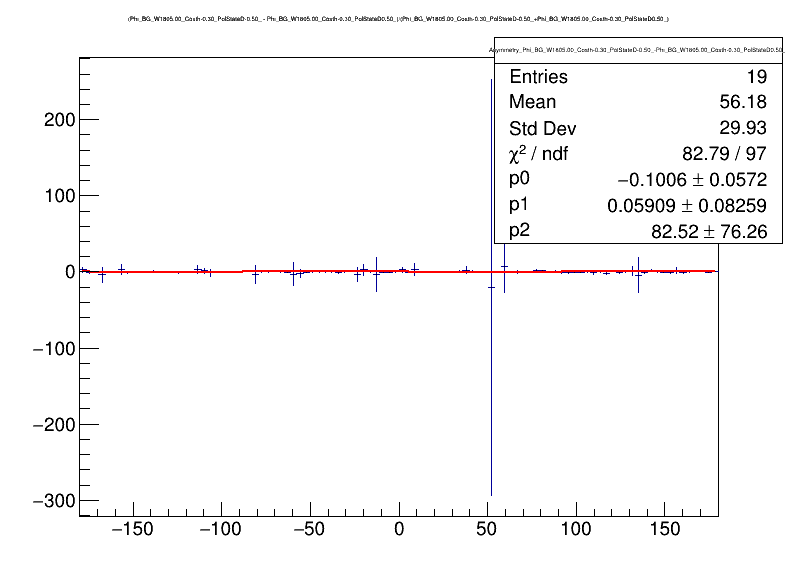 (Phi_BG_W1805.00_Costh-0.30_PolStateD-0.50_ - Phi_BG_W1805.00_Costh-0.30_PolStateD-0.50_)/(Phi_BG_W1805.00_Costh-0.30_PolStateD-0.50_+Phi_BG_W1805.00_Costh-0.30_PolStateD0.50_)
Asymmetry_Phi_BG_W1805.00_Costh-0.30_PolStateD-0.50_-Phi_BG_W1805.00_Costh-0.30_PolStateD0.50_
Entries 19
Mean 56.18
Std Dev 29.93
χ² / ndf 82.79 / 97
p0 −0.1006 ± 0.0572
p1 0.05909 ± 0.08259
p2 82.52 ± 76.26
200
100
0
−100
−200
−300
−150 −100 −50 0 50 100 150